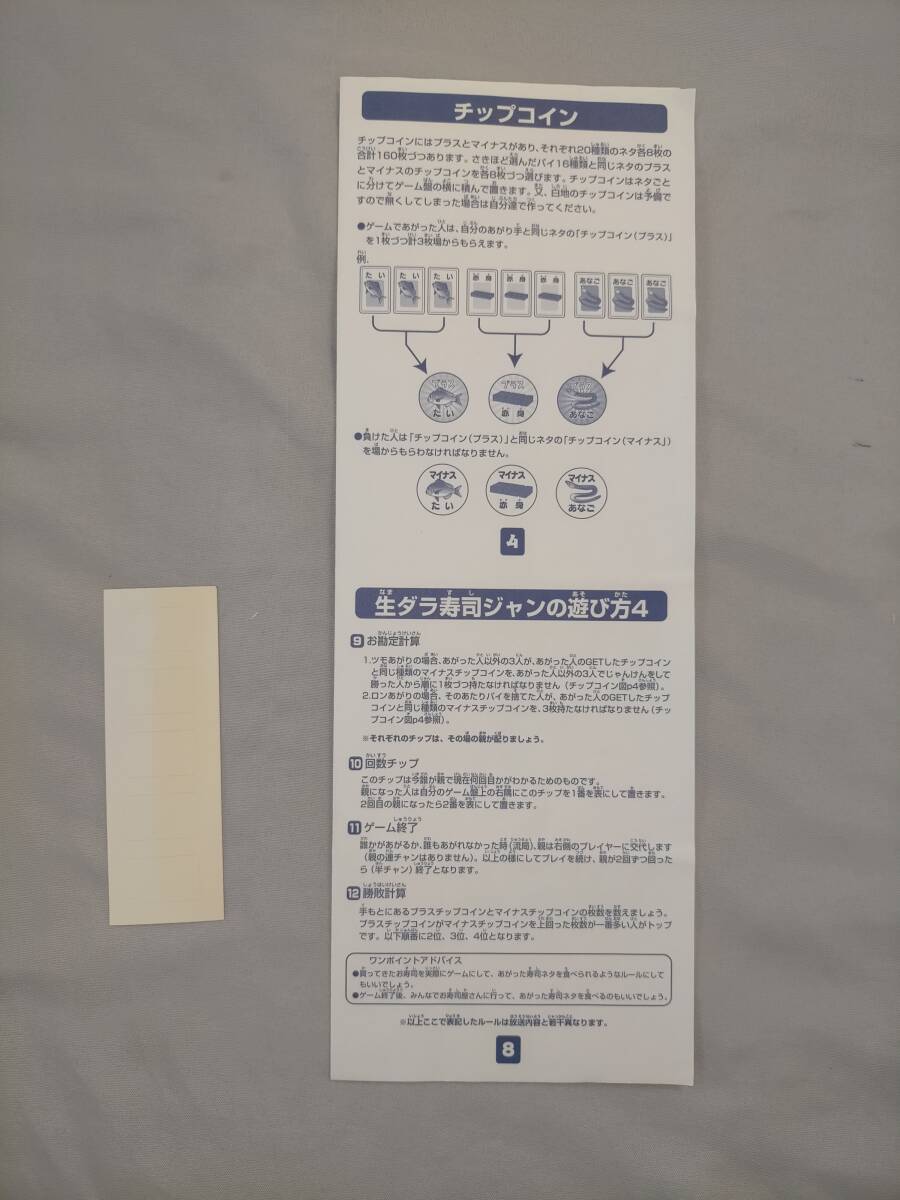 チップコイン
チップコインにはプラスとマイナスがあり、それぞれ20種類のネタ各8枚の
合計160枚づつあります。さきほど選んだパイ16種類と同じネタのプラス
とマイナスのチップコインを各8枚づつ選びます。チップコインはネタごと
に分けてゲーム盤の横に積んで置きます。又、白地のチップコインは予備で
すので無くしてしまった場合は自分達で作ってください。
●ゲームであがった人は、自分のあがり手と同じネタの「チップコイン(プラス)」
を1枚づつ計3枚場からもらえます。
例.
たい たい たい 赤身 赤身 赤身 あなご あなご あなご
プラス プラス プラス
たい 赤身 あなご
●負けた人は「チップコイン(プラス)」と同じネタの「チップコイン(マイナス)」
を場からもらわなければなりません。
マイナス マイナス マイナス
たい 赤身 あなご
4
生ダラ寿司ジャンの遊び方4
9 お勘定計算
1.ツモあがりの場合、あがった人以外の3人が、あがった人のGETしたチップコイン
と同じ種類のマイナスチップコインを、あがった人以外の3人でじゃんけんをして
勝った人から順に1枚づつ持たなければなりません(チップコイン図p4参照)。
2.ロンあがりの場合、そのあたりパイを捨てた人が、あがった人のGETしたチップ
コインと同じ種類のマイナスチップコインを、3枚持たなければなりません(チッ
プコイン図p4参照)。
※それぞれのチップは、その場の親が配りましょう。
10 回数チップ
このチップは今誰が親で現在何回目かがわかるためのものです。
親になった人は自分のゲーム盤上の右隅にこのチップを1番を表にして置きます。
2回目の親になったら2番を表にして置きます。
11 ゲーム終了
誰かがあがるか、誰もあがれなかった時(流局)、親は右側のプレイヤーに交代します
(親の連チャンはありません)。以上の様にしてプレイを続け、親が2回ずつ回った
ら(半チャン)終了となります。
12 勝敗計算
手もとにあるプラスチップコインとマイナスチップコインの枚数を数えましょう。
プラスチップコインがマイナスチップコインを上回った枚数が一番多い人がトップ
です。以下順番に2位、3位、4位となります。
ワンポイントアドバイス
●買ってきたお寿司を実際にゲームにして、あがった寿司ネタを食べられるようなルールにして
もいいでしょう。
●ゲーム終了後、みんなでお寿司屋さんに行って、あがった寿司ネタを食べるのもいいでしょう。
※以上ここで表記したルールは放送内容と若干異なります。
8